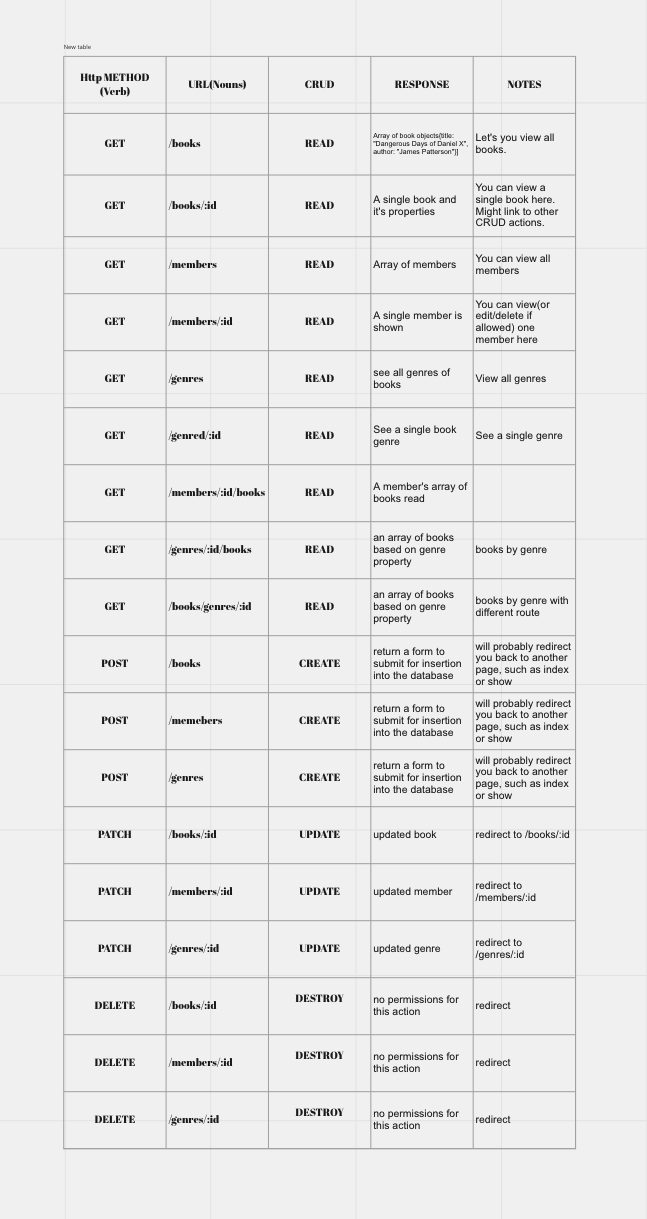 New table
Http METHOD
(Verb)
URL(Nouns)
CRUD
RESPONSE
NOTES
GET
/books
READ
Array of book objects[{title:
"Dangerous Days of Daniel X",
author: "James Patterson"}]
Let's you view all
books.
GET
/books/:id
READ
A single book and
it's properties
You can view a
single book here.
Might link to other
CRUD actions.
GET
/members
READ
Array of members
You can view all
members
GET
/members/:id
READ
A single member is
shown
You can view(or
edit/delete if
allowed) one
member here
GET
/genres
READ
see all genres of
books
View all genres
GET
/genred/:id
READ
See a single book
genre
See a single genre
GET
/members/:id/books
READ
A member's array of
books read
GET
/genres/:id/books
READ
an array of books
based on genre
property
books by genre
GET
/books/genres/:id
READ
an array of books
based on genre
property
books by genre with
different route
POST
/books
CREATE
return a form to
submit for insertion
into the database
will probably redirect
you back to another
page, such as index
or show
POST
/memebers
CREATE
return a form to
submit for insertion
into the database
will probably redirect
you back to another
page, such as index
or show
POST
/genres
CREATE
return a form to
submit for insertion
into the database
will probably redirect
you back to another
page, such as index
or show
PATCH
/books/:id
UPDATE
updated book
redirect to /books/:id
PATCH
/members/:id
UPDATE
updated member
redirect to
/members/:id
PATCH
/genres/:id
UPDATE
updated genre
redirect to
/genres/:id
DELETE
/books/:id
DESTROY
no permissions for
this action
redirect
DELETE
/members/:id
DESTROY
no permissions for
this action
redirect
DELETE
/genres/:id
DESTROY
no permissions for
this action
redirect